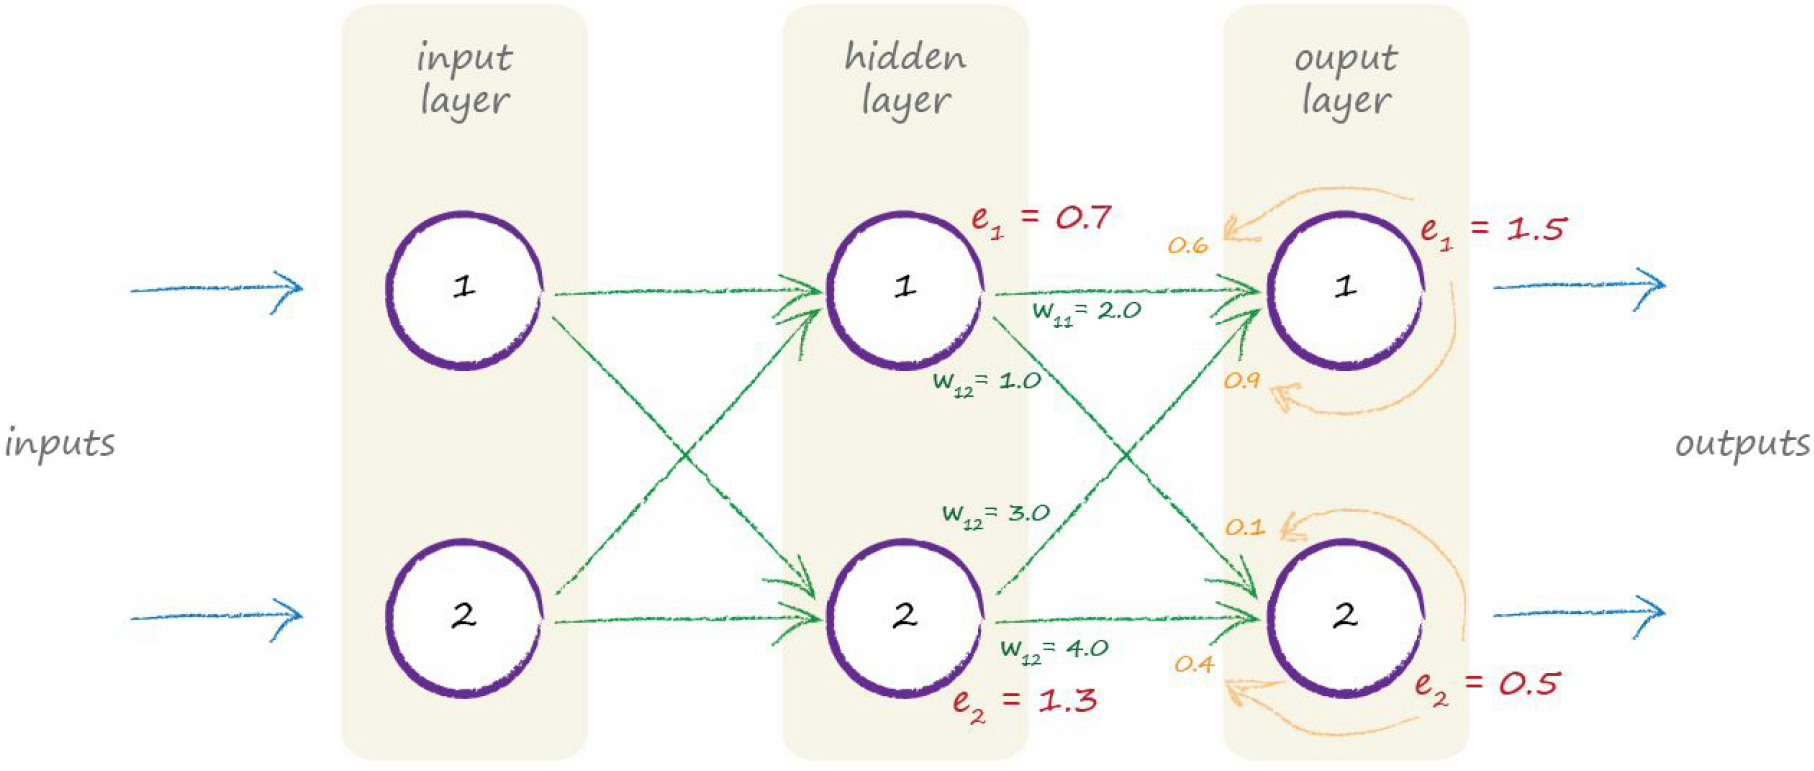 input
layer
hidden
layer
ouput
layer
e1 = 0.7
e1 = 1.5
0.6
1
1
1
w11= 2.0
w12= 1.0
0.9
inputs
outputs
w12= 3.0
0.1
2
2
2
w12= 4.0
0.4
e2 = 1.3
e2 = 0.5